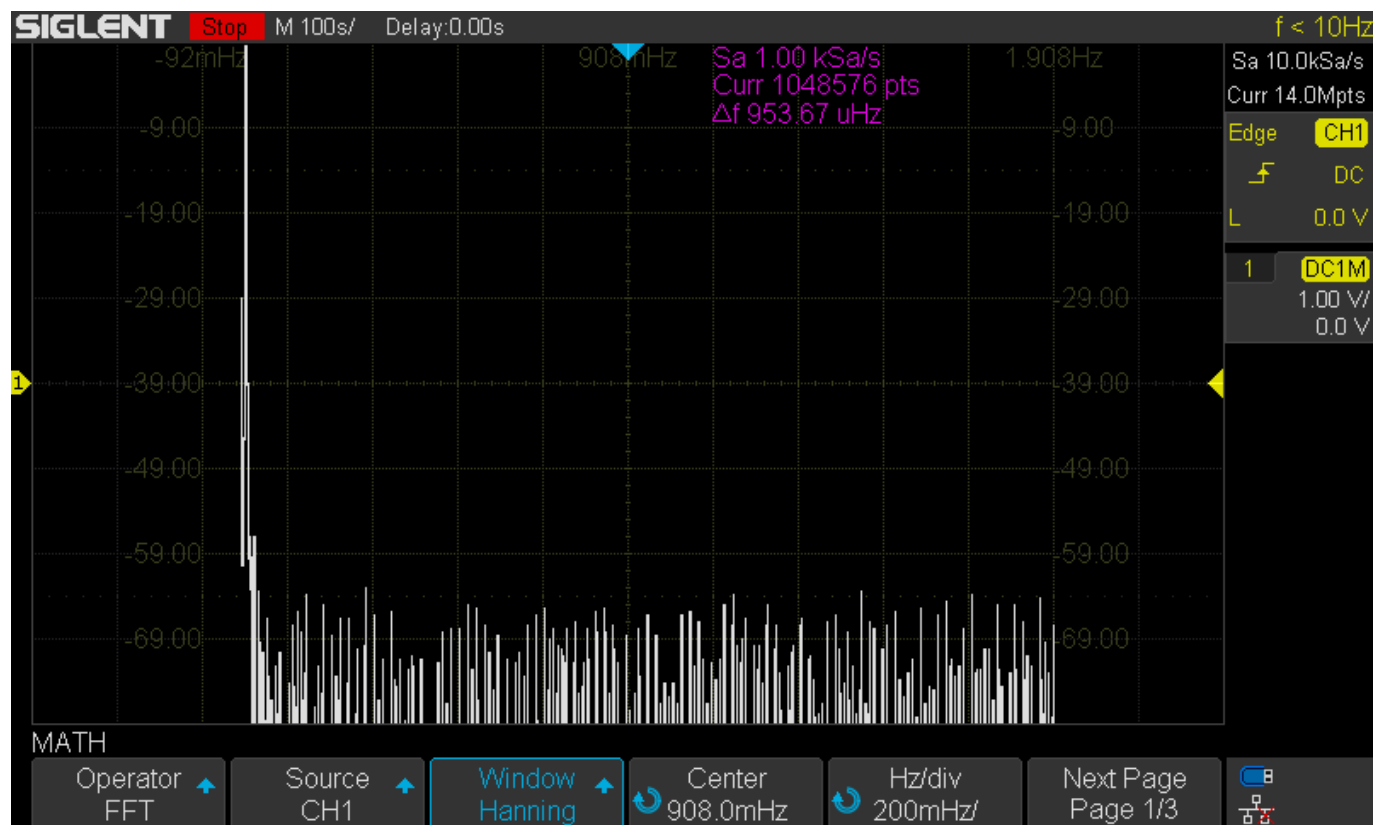 SIGLENT Stop M 100s/ Delay:0.00s f < 10Hz
-92mHz 908mHz 1.908Hz
Sa 1.00 kSa/s
Curr 1048576 pts
Δf 953.67 uHz
Sa 10.0kSa/s
Curr 14.0Mpts
Edge CH1
DC
L 0.0 V
1 DC1M
1.00 V/
0.0 V
-9.00 -9.00
-19.00 -19.00
-29.00 -29.00
1 -39.00 -39.00
-49.00 -49.00
-59.00 -59.00
-69.00 -69.00
MATH
Operator Source Window Center Hz/div Next Page
FFT CH1 Hanning 908.0mHz 200mHz/ Page 1/3